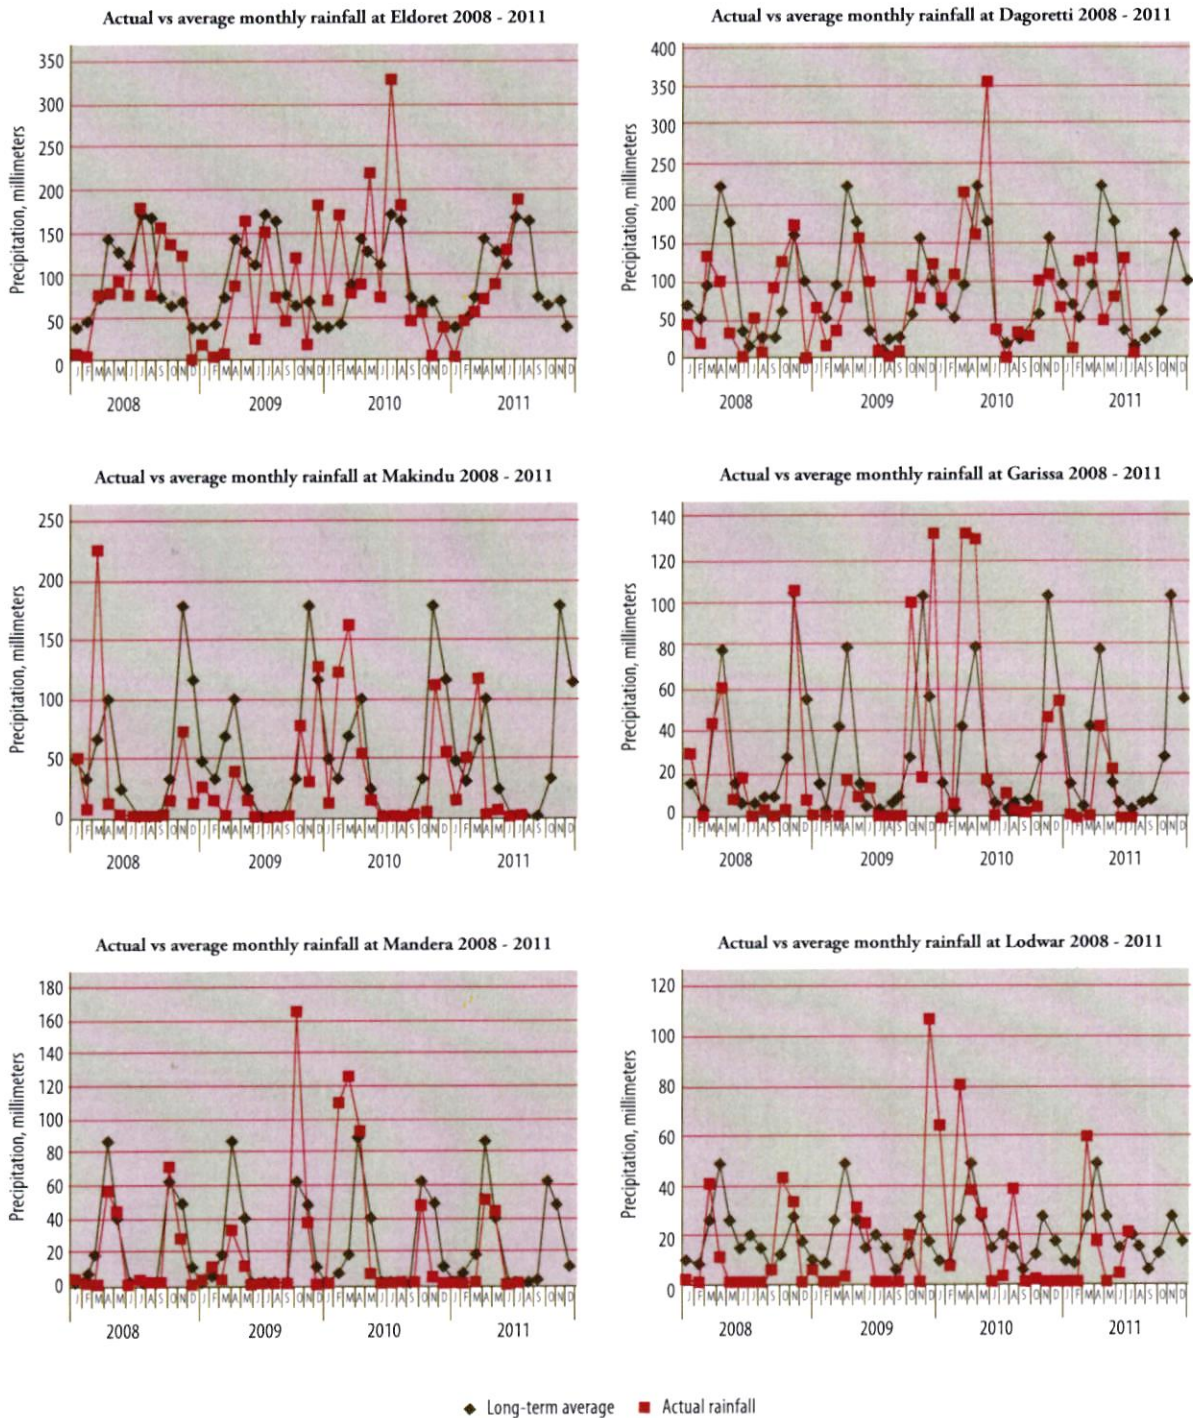 Actual vs average monthly rainfall at Eldoret 2008 - 2011
Precipitation, millimeters
350
300
250
200
150
100
50
0
J F M A M J J A S O N D J F M A M J J A S O N D J F M A M J J A S O N D J F M A M J J A S O N D
2008 2009 2010 2011
Actual vs average monthly rainfall at Dagoretti 2008 - 2011
Precipitation, millimeters
400
350
300
250
200
150
100
50
0
J F M A M J J A S O N D J F M A M J J A S O N D J F M A M J J A S O N D J F M A M J J A S O N D
2008 2009 2010 2011
Actual vs average monthly rainfall at Makindu 2008 - 2011
Precipitation, millimeters
250
200
150
100
50
0
J F M A M J J A S O N D J F M A M J J A S O N D J F M A M J J A S O N D J F M A M J J A S O N D
2008 2009 2010 2011
Actual vs average monthly rainfall at Garissa 2008 - 2011
Precipitation, millimeters
140
120
100
80
60
40
20
0
J F M A M J J A S O N D J F M A M J J A S O N D J F M A M J J A S O N D J F M A M J J A S O N D
2008 2009 2010 2011
Actual vs average monthly rainfall at Mandera 2008 - 2011
Precipitation, millimeters
180
160
140
120
100
80
60
40
20
0
J F M A M J J A S O N D J F M A M J J A S O N D J F M A M J J A S O N D J F M A M J J A S O N D
2008 2009 2010 2011
Actual vs average monthly rainfall at Lodwar 2008 - 2011
Precipitation, millimeters
120
100
80
60
40
20
0
J F M A M J J A S O N D J F M A M J J A S O N D J F M A M J J A S O N D J F M A M J J A S O N D
2008 2009 2010 2011
Long-term average Actual rainfall